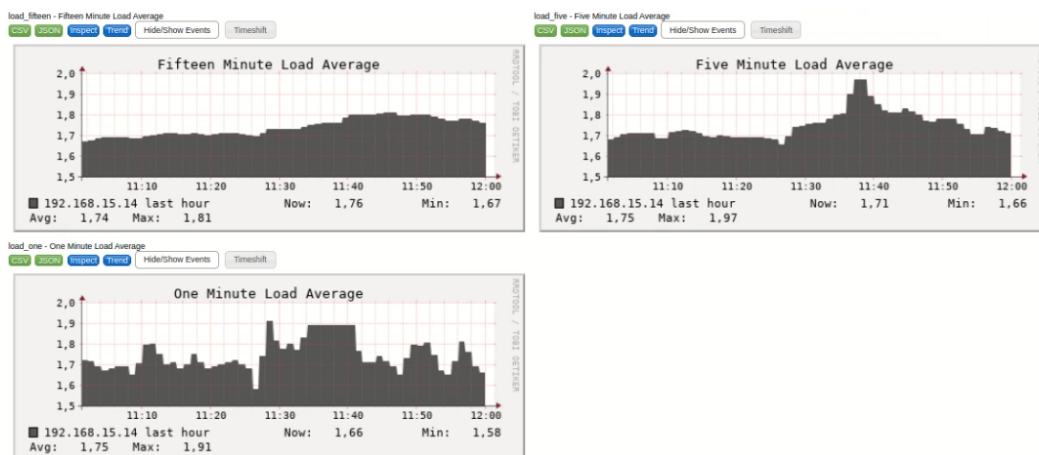 load_fifteen - Fifteen Minute Load Average
CSV JSON Inspect Trend Hide/Show Events Timeshift
Fifteen Minute Load Average
2,0
1,9
1,8
1,7
1,6
1,5
11:10 11:20 11:30 11:40 11:50 12:00
192.168.15.14 last hour Now: 1,76 Min: 1,67
Avg: 1,74 Max: 1,81
RRDTOOL / TOBI OETIKER
load_five - Five Minute Load Average
CSV JSON Inspect Trend Hide/Show Events Timeshift
Five Minute Load Average
2,0
1,9
1,8
1,7
1,6
1,5
11:10 11:20 11:30 11:40 11:50 12:00
192.168.15.14 last hour Now: 1,71 Min: 1,66
Avg: 1,75 Max: 1,97
load_one - One Minute Load Average
CSV JSON Inspect Trend Hide/Show Events Timeshift
One Minute Load Average
2,0
1,9
1,8
1,7
1,6
1,5
11:10 11:20 11:30 11:40 11:50 12:00
192.168.15.14 last hour Now: 1,66 Min: 1,58
Avg: 1,75 Max: 1,91
RRDTOOL / TOBI OETIKER